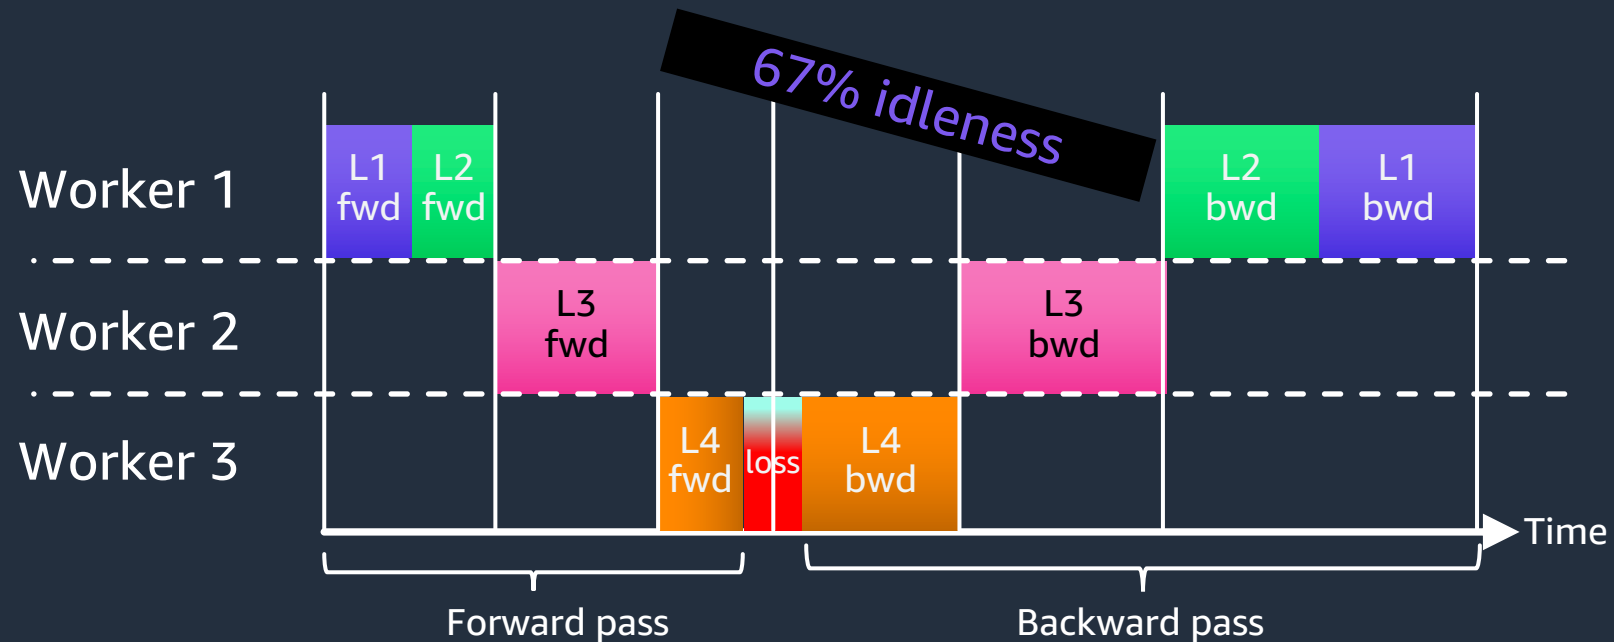 67% idleness
Worker 1
L1
fwd
L2
fwd
L2
bwd
L1
bwd
Worker 2
L3
fwd
L3
bwd
Worker 3
L4
fwd
loss
L4
bwd
Time
Forward pass
Backward pass